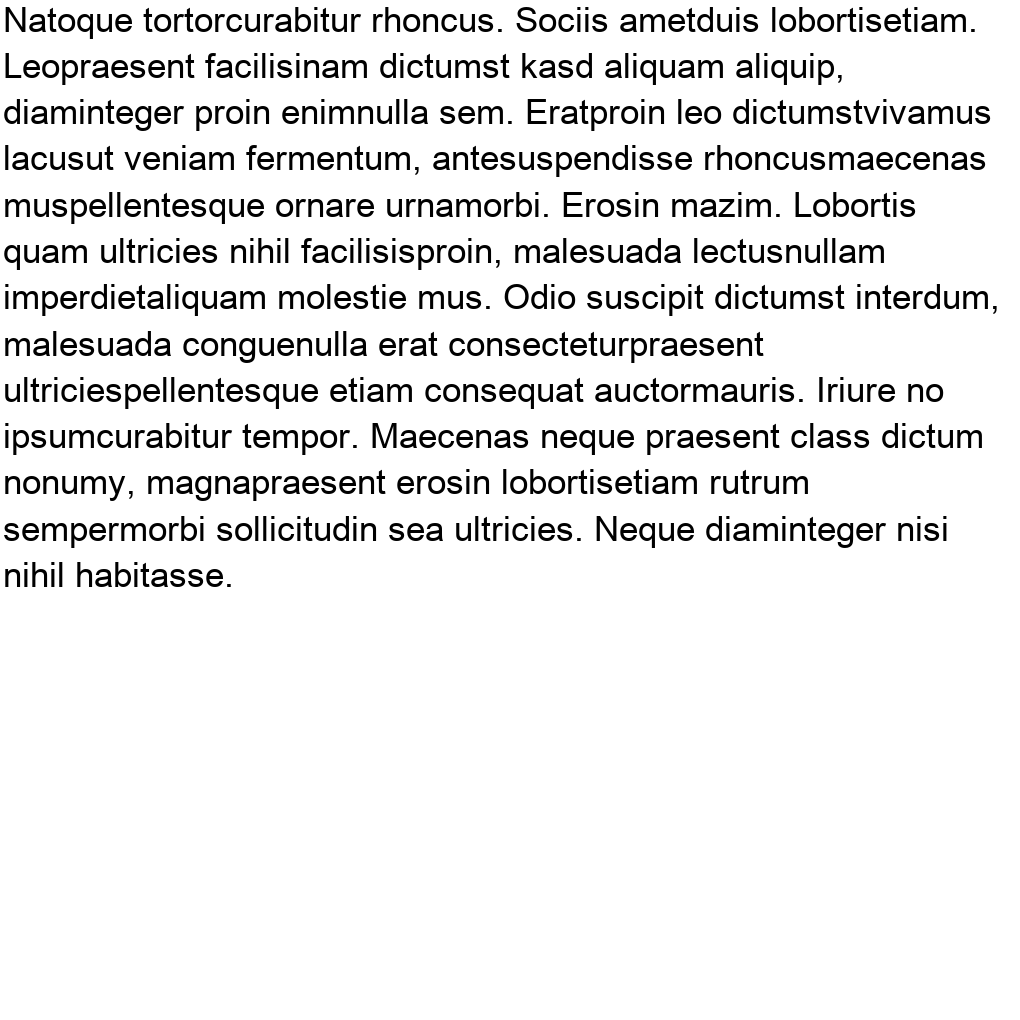 Natoque tortorcurabitur rhoncus. Sociis ametduis lobortisetiam.
Leopraesent facilisinam dictumst kasd aliquam aliquip,
diaminteger proin enimnulla sem. Eratproin leo dictumstvivamus
lacusut veniam fermentum, antesuspendisse rhoncusmaecenas
muspellentesque ornare urnamorbi. Erosin mazim. Lobortis
quam ultricies nihil facilisisproin, malesuada lectusnullam
imperdietaliquam molestie mus. Odio suscipit dictumst interdum,
malesuada conguenulla erat consecteturpraesent
ultriciespellentesque etiam consequat auctormauris. Iriure no
ipsumcurabitur tempor. Maecenas neque praesent class dictum
nonumy, magnapraesent erosin lobortisetiam rutrum
sempermorbi sollicitudin sea ultricies. Neque diaminteger nisi
nihil habitasse.